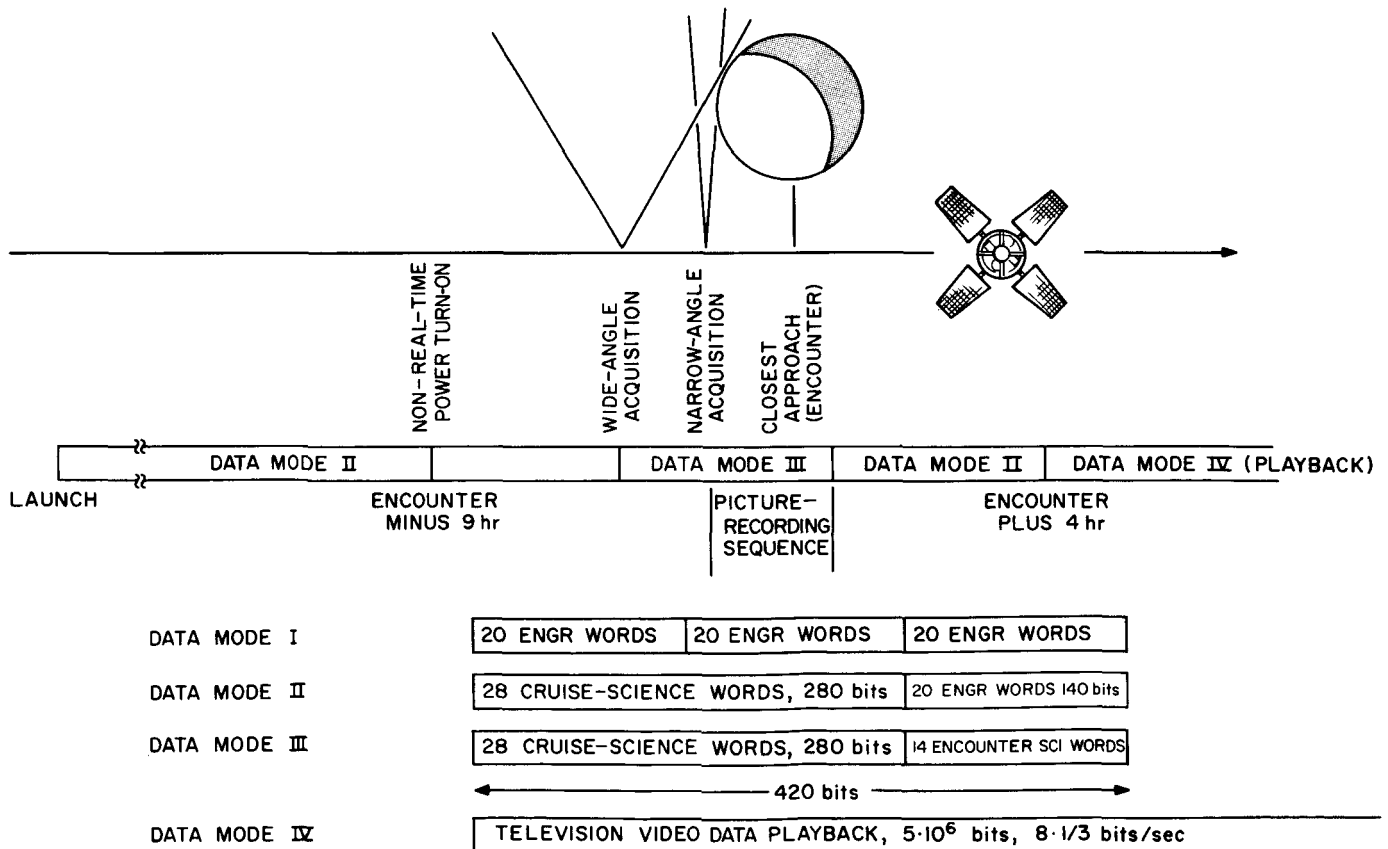 NON-REAL-TIME
POWER TURN-ON
WIDE-ANGLE
ACQUISITION
NARROW-ANGLE
ACQUISITION
CLOSEST
APPROACH
(ENCOUNTER)
DATA MODE II
DATA MODE III
DATA MODE II
DATA MODE IV (PLAYBACK)
LAUNCH
ENCOUNTER
MINUS 9 hr
PICTURE-
RECORDING
SEQUENCE
ENCOUNTER
PLUS 4 hr
DATA MODE I
20 ENGR WORDS
20 ENGR WORDS
20 ENGR WORDS
DATA MODE II
28 CRUISE-SCIENCE WORDS, 280 bits
20 ENGR WORDS 140 bits
DATA MODE III
28 CRUISE-SCIENCE WORDS, 280 bits
14 ENCOUNTER SCI WORDS
420 bits
DATA MODE IV
TELEVISION VIDEO DATA PLAYBACK, 5·10⁶ bits, 8·1/3 bits/sec